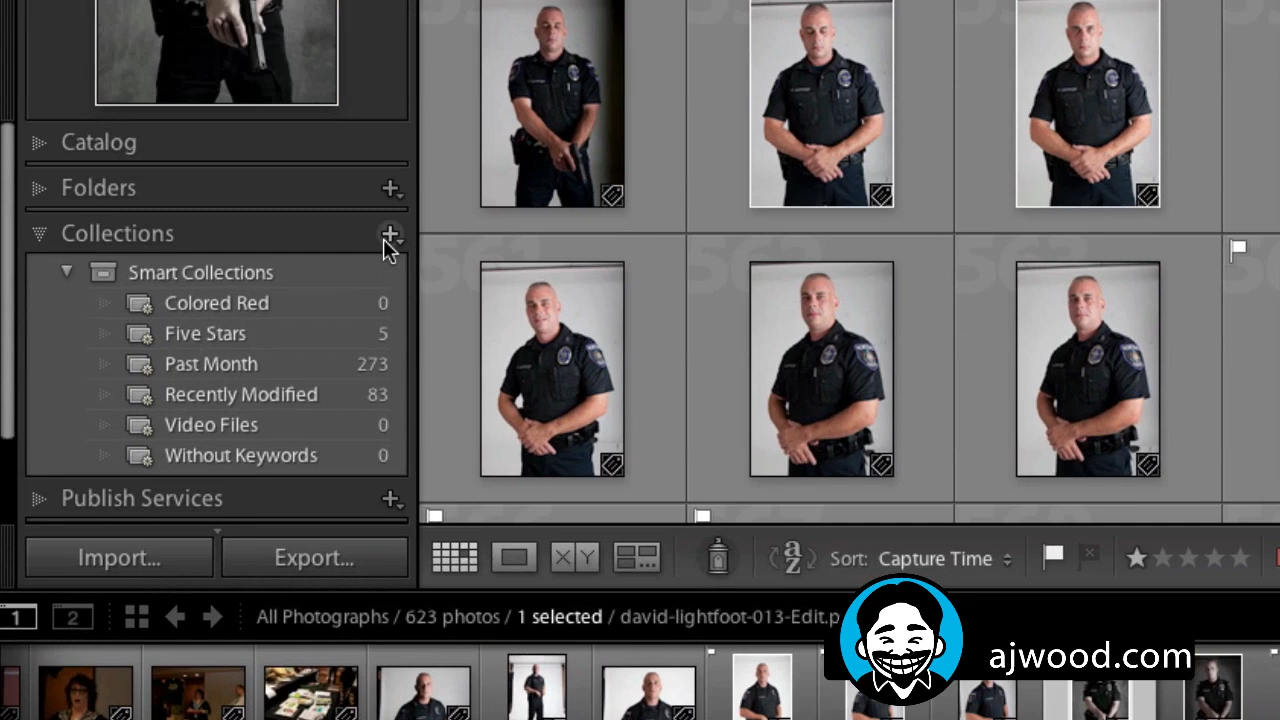 Catalog
Folders
Collections
Smart Collections
Colored Red 0
Five Stars 5
Past Month 273
Recently Modified 83
Video Files 0
Without Keywords 0
Publish Services
Import...
Export...
X Y
a
z
Sort: Capture Time
1
2
All Photographs / 623 photos / 1 selected / david-lightfoot-013-Edit.p
ajwood.com